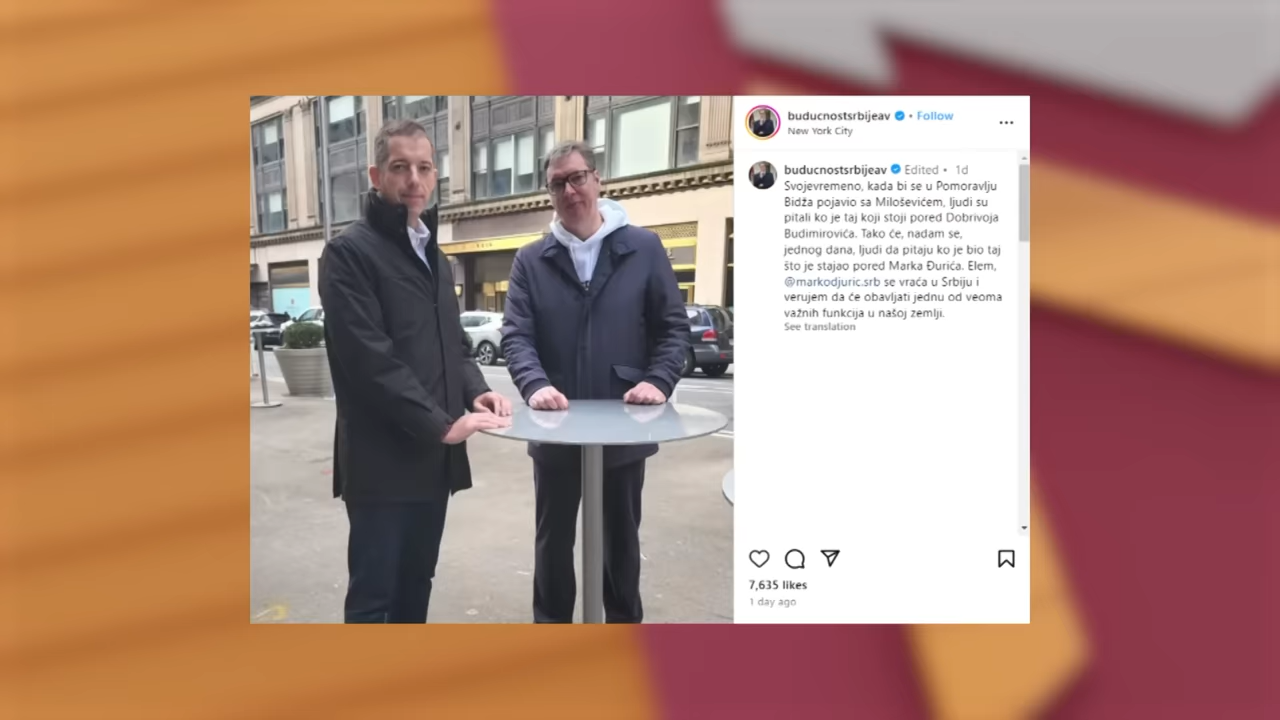 buducnostsrbijeav • Follow
New York City
buducnostsrbijeav Edited • 1d
Svojevremeno, kada bi se u Pomoravlju
Bidža pojavio sa Miloševićem, ljudi su
pitali ko je taj koji stoji pored Dobrivoja
Budimirovića. Tako će, nadam se,
jednog dana, ljudi da pitaju ko je bio taj
što je stajao pored Marka Đurića. Elem,
@markodjuric.srb se vraća u Srbiju i
verujem da će obavljati jednu od veoma
važnih funkcija u našoj zemlji.
See translation
7,635 likes
1 day ago